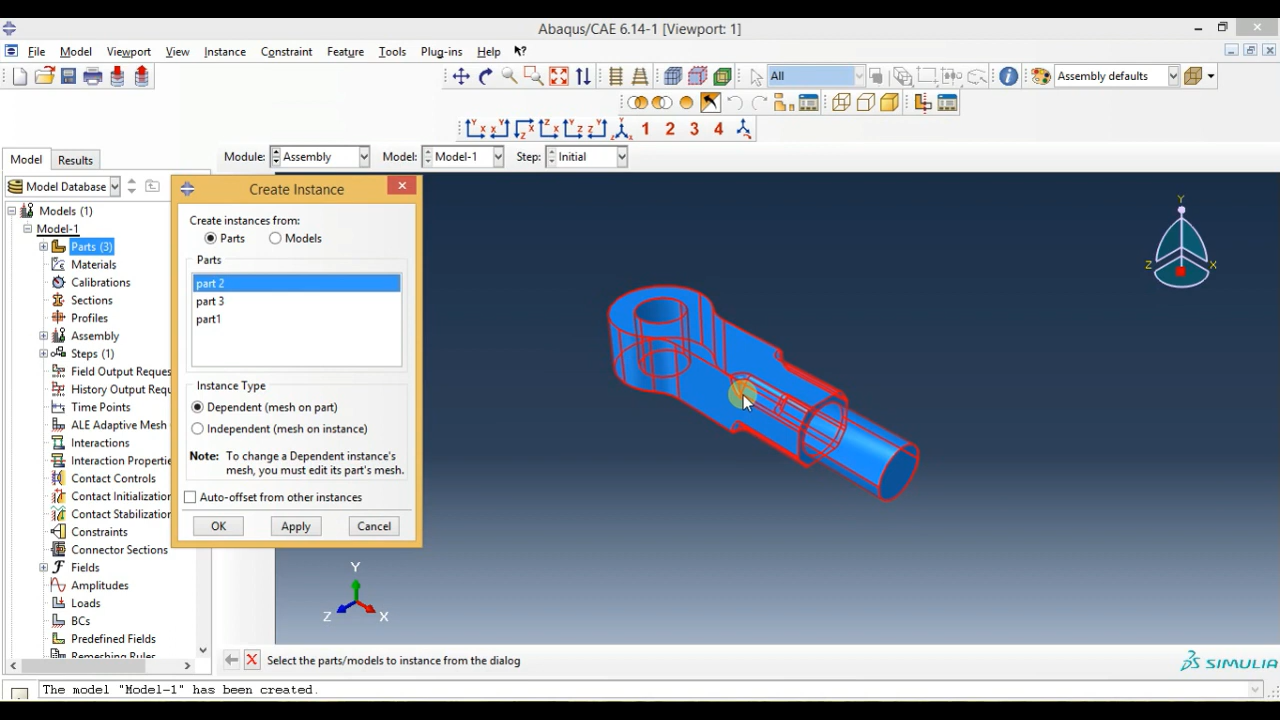 Abaqus/CAE 6.14-1 [Viewport: 1]
File Model Viewport View Instance Constraint Feature Tools Plug-ins Help
All
Assembly defaults
1 2 3 4
Model Results
Module: Assembly Model: Model-1 Step: Initial
Model Database
Models (1)
Model-1
Parts (3)
Materials
Calibrations
Sections
Profiles
Assembly
Steps (1)
Field Output Reques
History Output Requ
Time Points
ALE Adaptive Mesh
Interactions
Interaction Propertie
Contact Controls
Contact Initialization
Contact Stabilization
Constraints
Connector Sections
Fields
Amplitudes
Loads
BCs
Predefined Fields
Remeshing Rules
Create Instance
Create instances from:
Parts Models
Parts
part 2
part 3
part1
Instance Type
Dependent (mesh on part)
Independent (mesh on instance)
Note: To change a Dependent instance's
mesh, you must edit its part's mesh.
Auto-offset from other instances
OK Apply Cancel
Y
Z X
Y
Z X
Select the parts/models to instance from the dialog
SIMULIA
The model "Model-1" has been created.